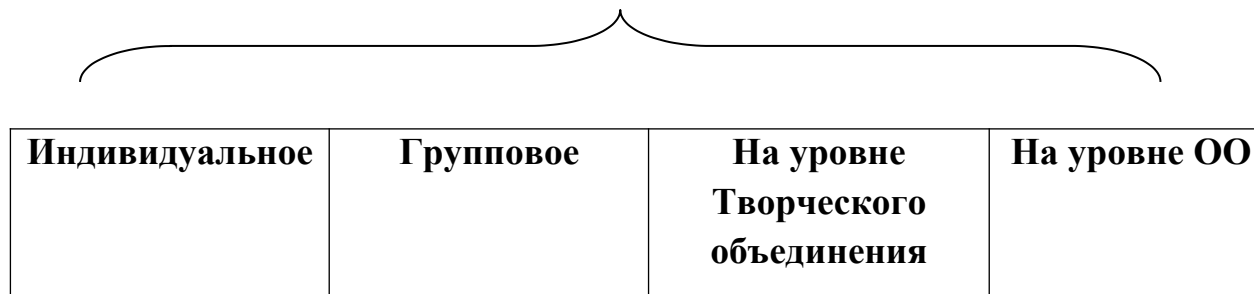 Индивидуальное
Групповое
На уровне
Творческого
объединения
На уровне ОО